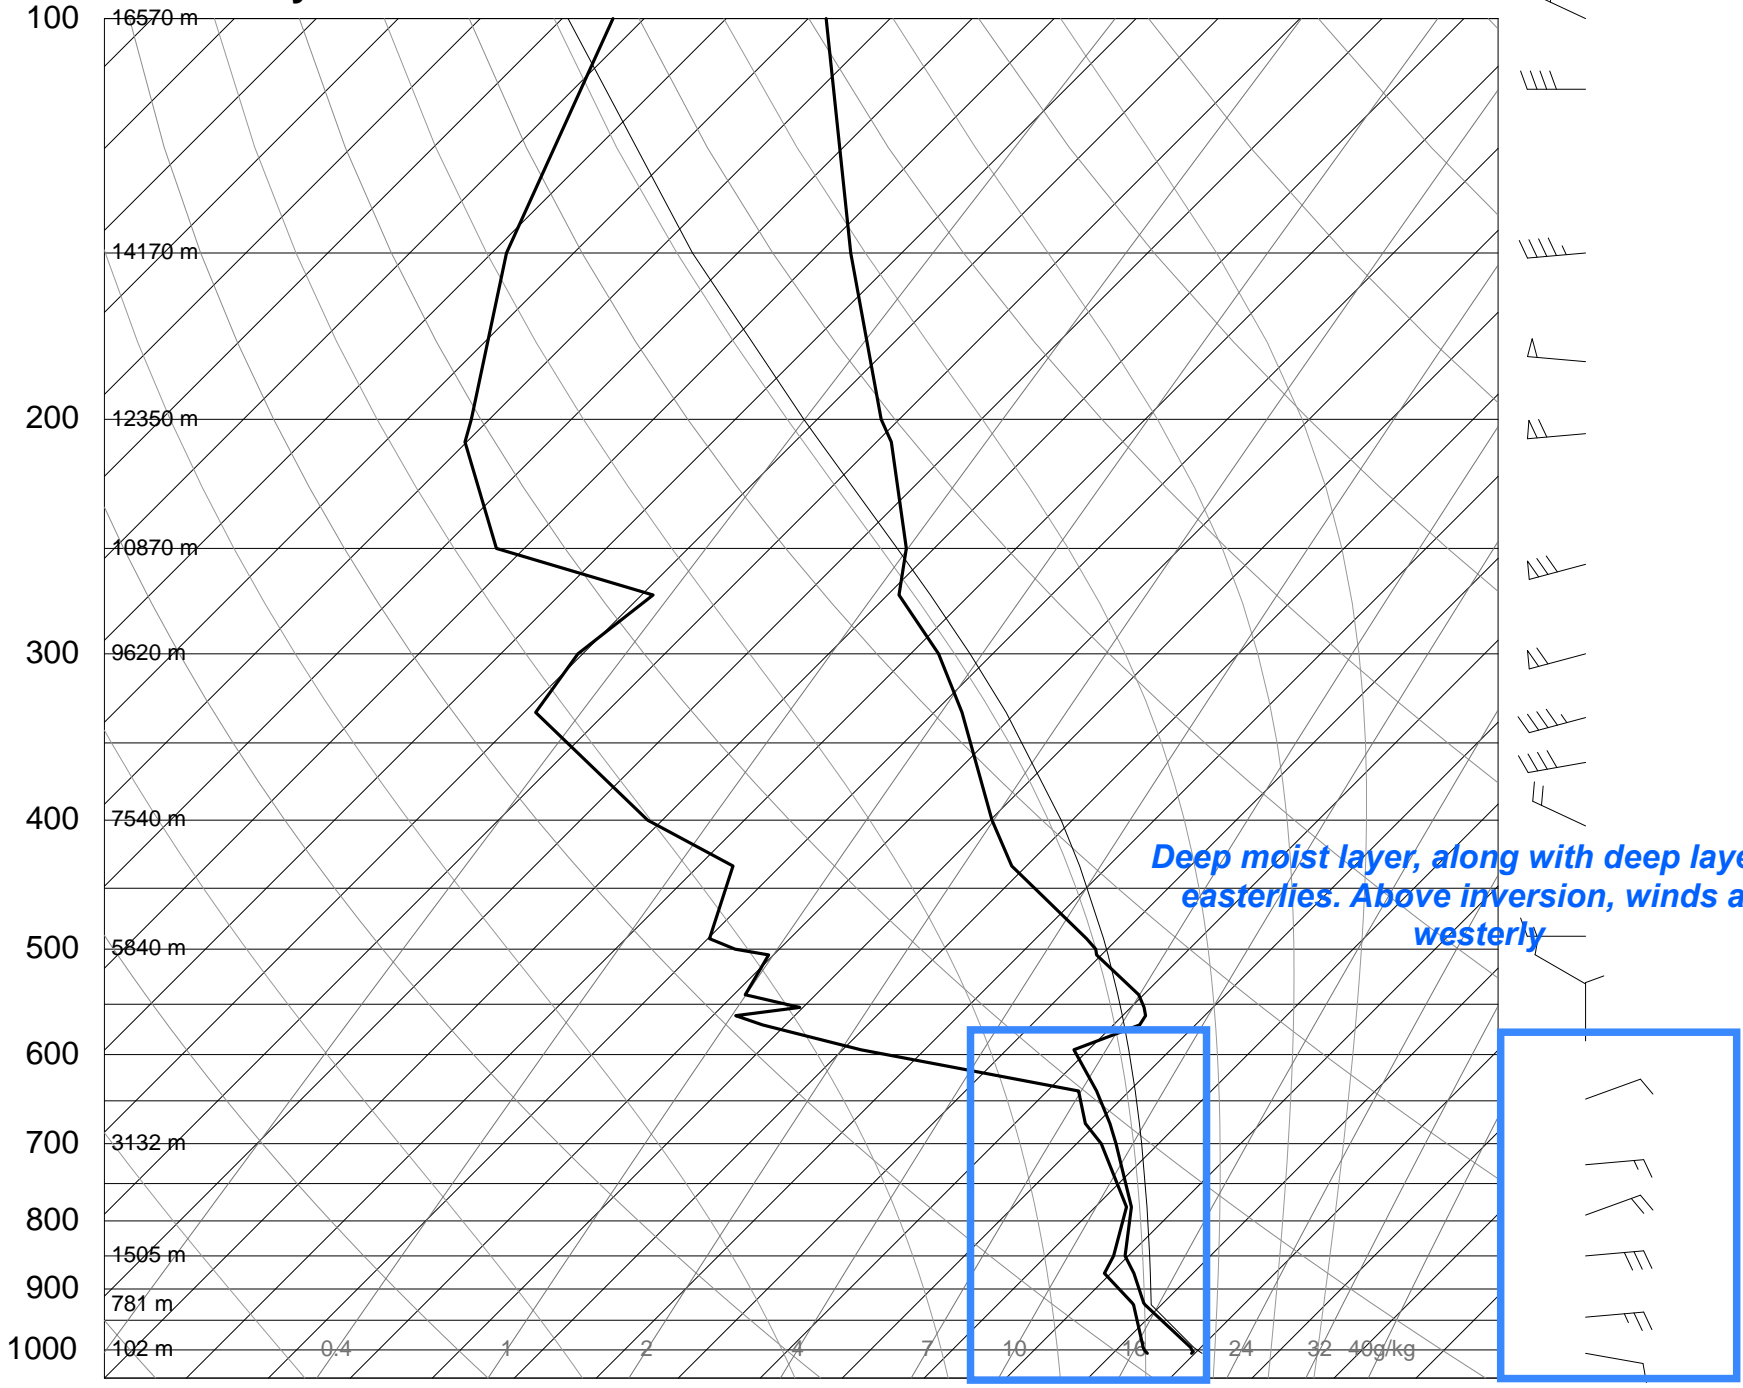 100
16570 m
14170 m
200
12350 m
10870 m
300
9620 m
400
7540 m
Deep moist layer, along with deep
easterlies. Above inversion, winds
westerly
500
5840 m
600
700
3132 m
800
1505 m
900
781 m
1000
102 m
0.4
1
2
4
7
10
16
24
32
40g/kg